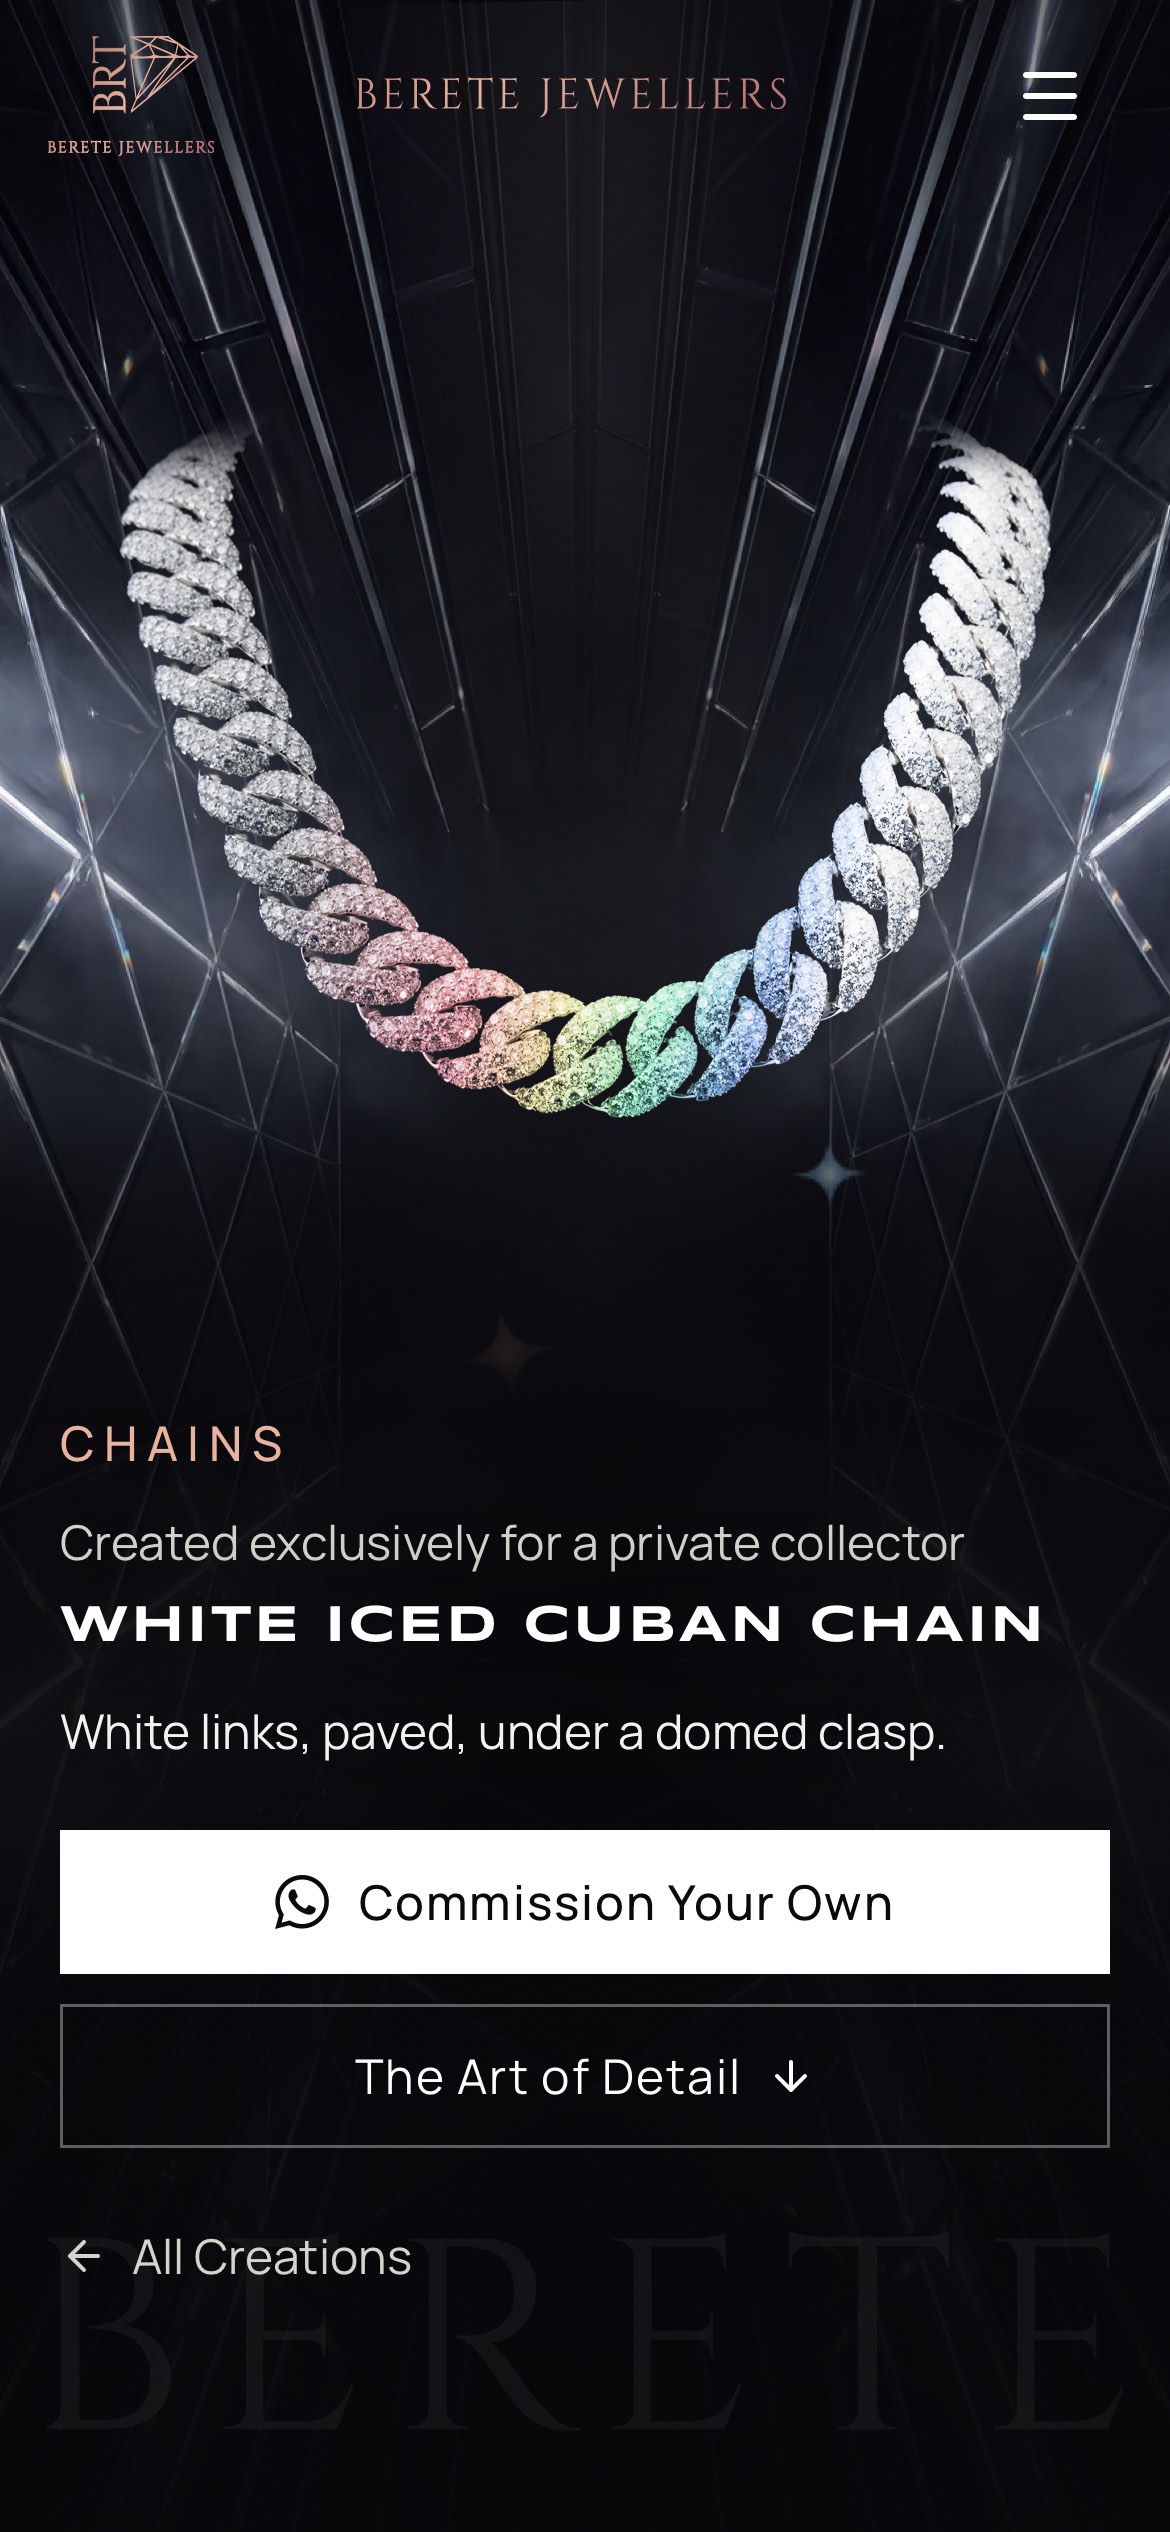 BRT
BERETE JEWELLERS
BERETE JEWELLERS
CHAINS
Created exclusively for a private collector
WHITE ICED CUBAN CHAIN
White links, paved, under a domed clasp.
Commission Your Own
The Art of Detail ↓
← All Creations
BERETE